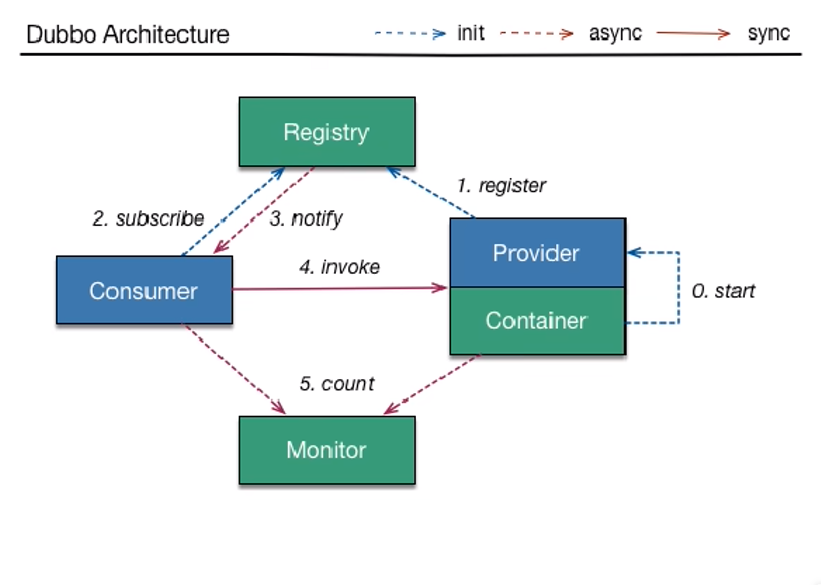 Dubbo Architecture
init
async
sync
Registry
1. register
2. subscribe
3. notify
Provider
4. invoke
Consumer
0. start
Container
5. count
Monitor